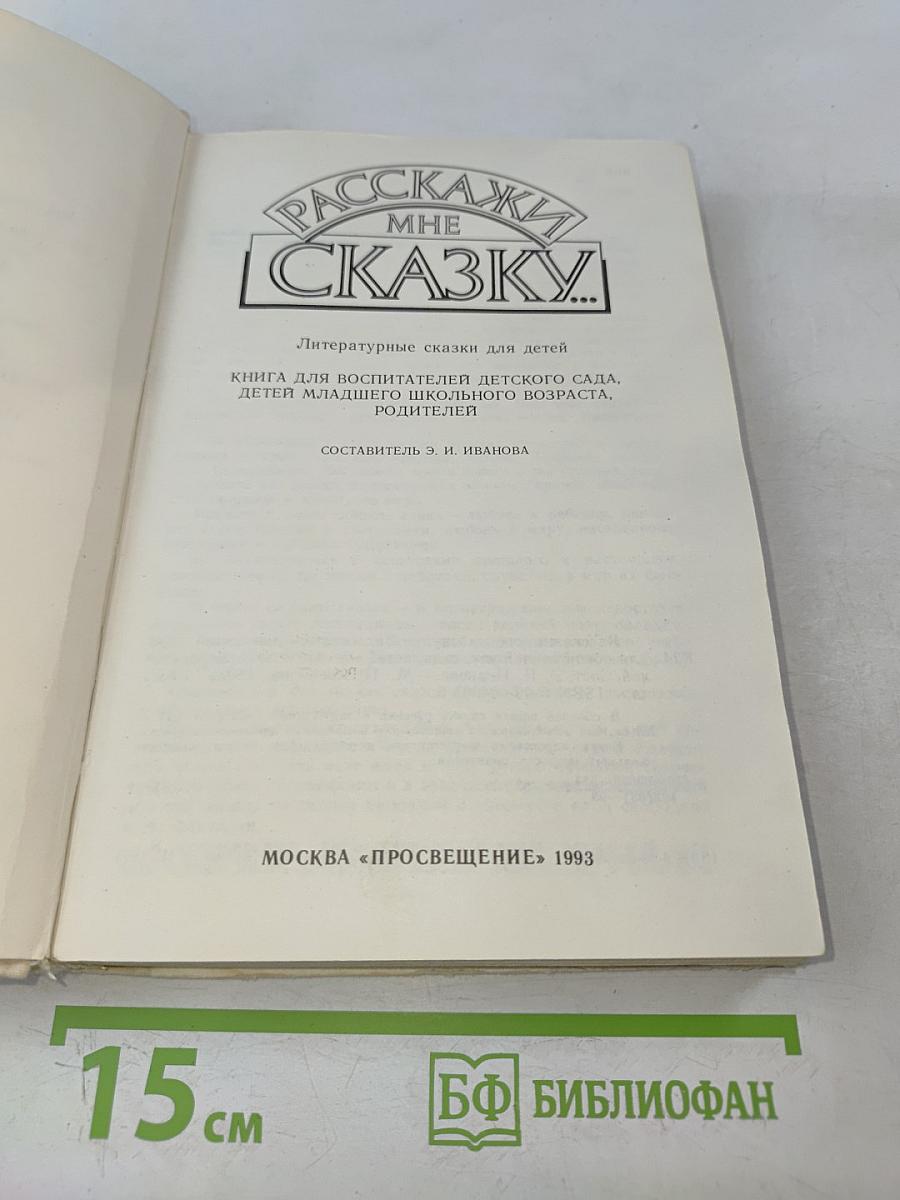 РАССКАЖИ
МНЕ
СКАЗКУ...
Литературные сказки для детей
КНИГА ДЛЯ ВОСПИТАТЕЛЕЙ ДЕТСКОГО САДА,
ДЕТЕЙ МЛАДШЕГО ШКОЛЬНОГО ВОЗРАСТА,
РОДИТЕЛЕЙ
СОСТАВИТЕЛЬ Э. И. ИВАНОВА
МОСКВА «ПРОСВЕЩЕНИЕ» 1993
15 см
БФ БИБЛИОФАН